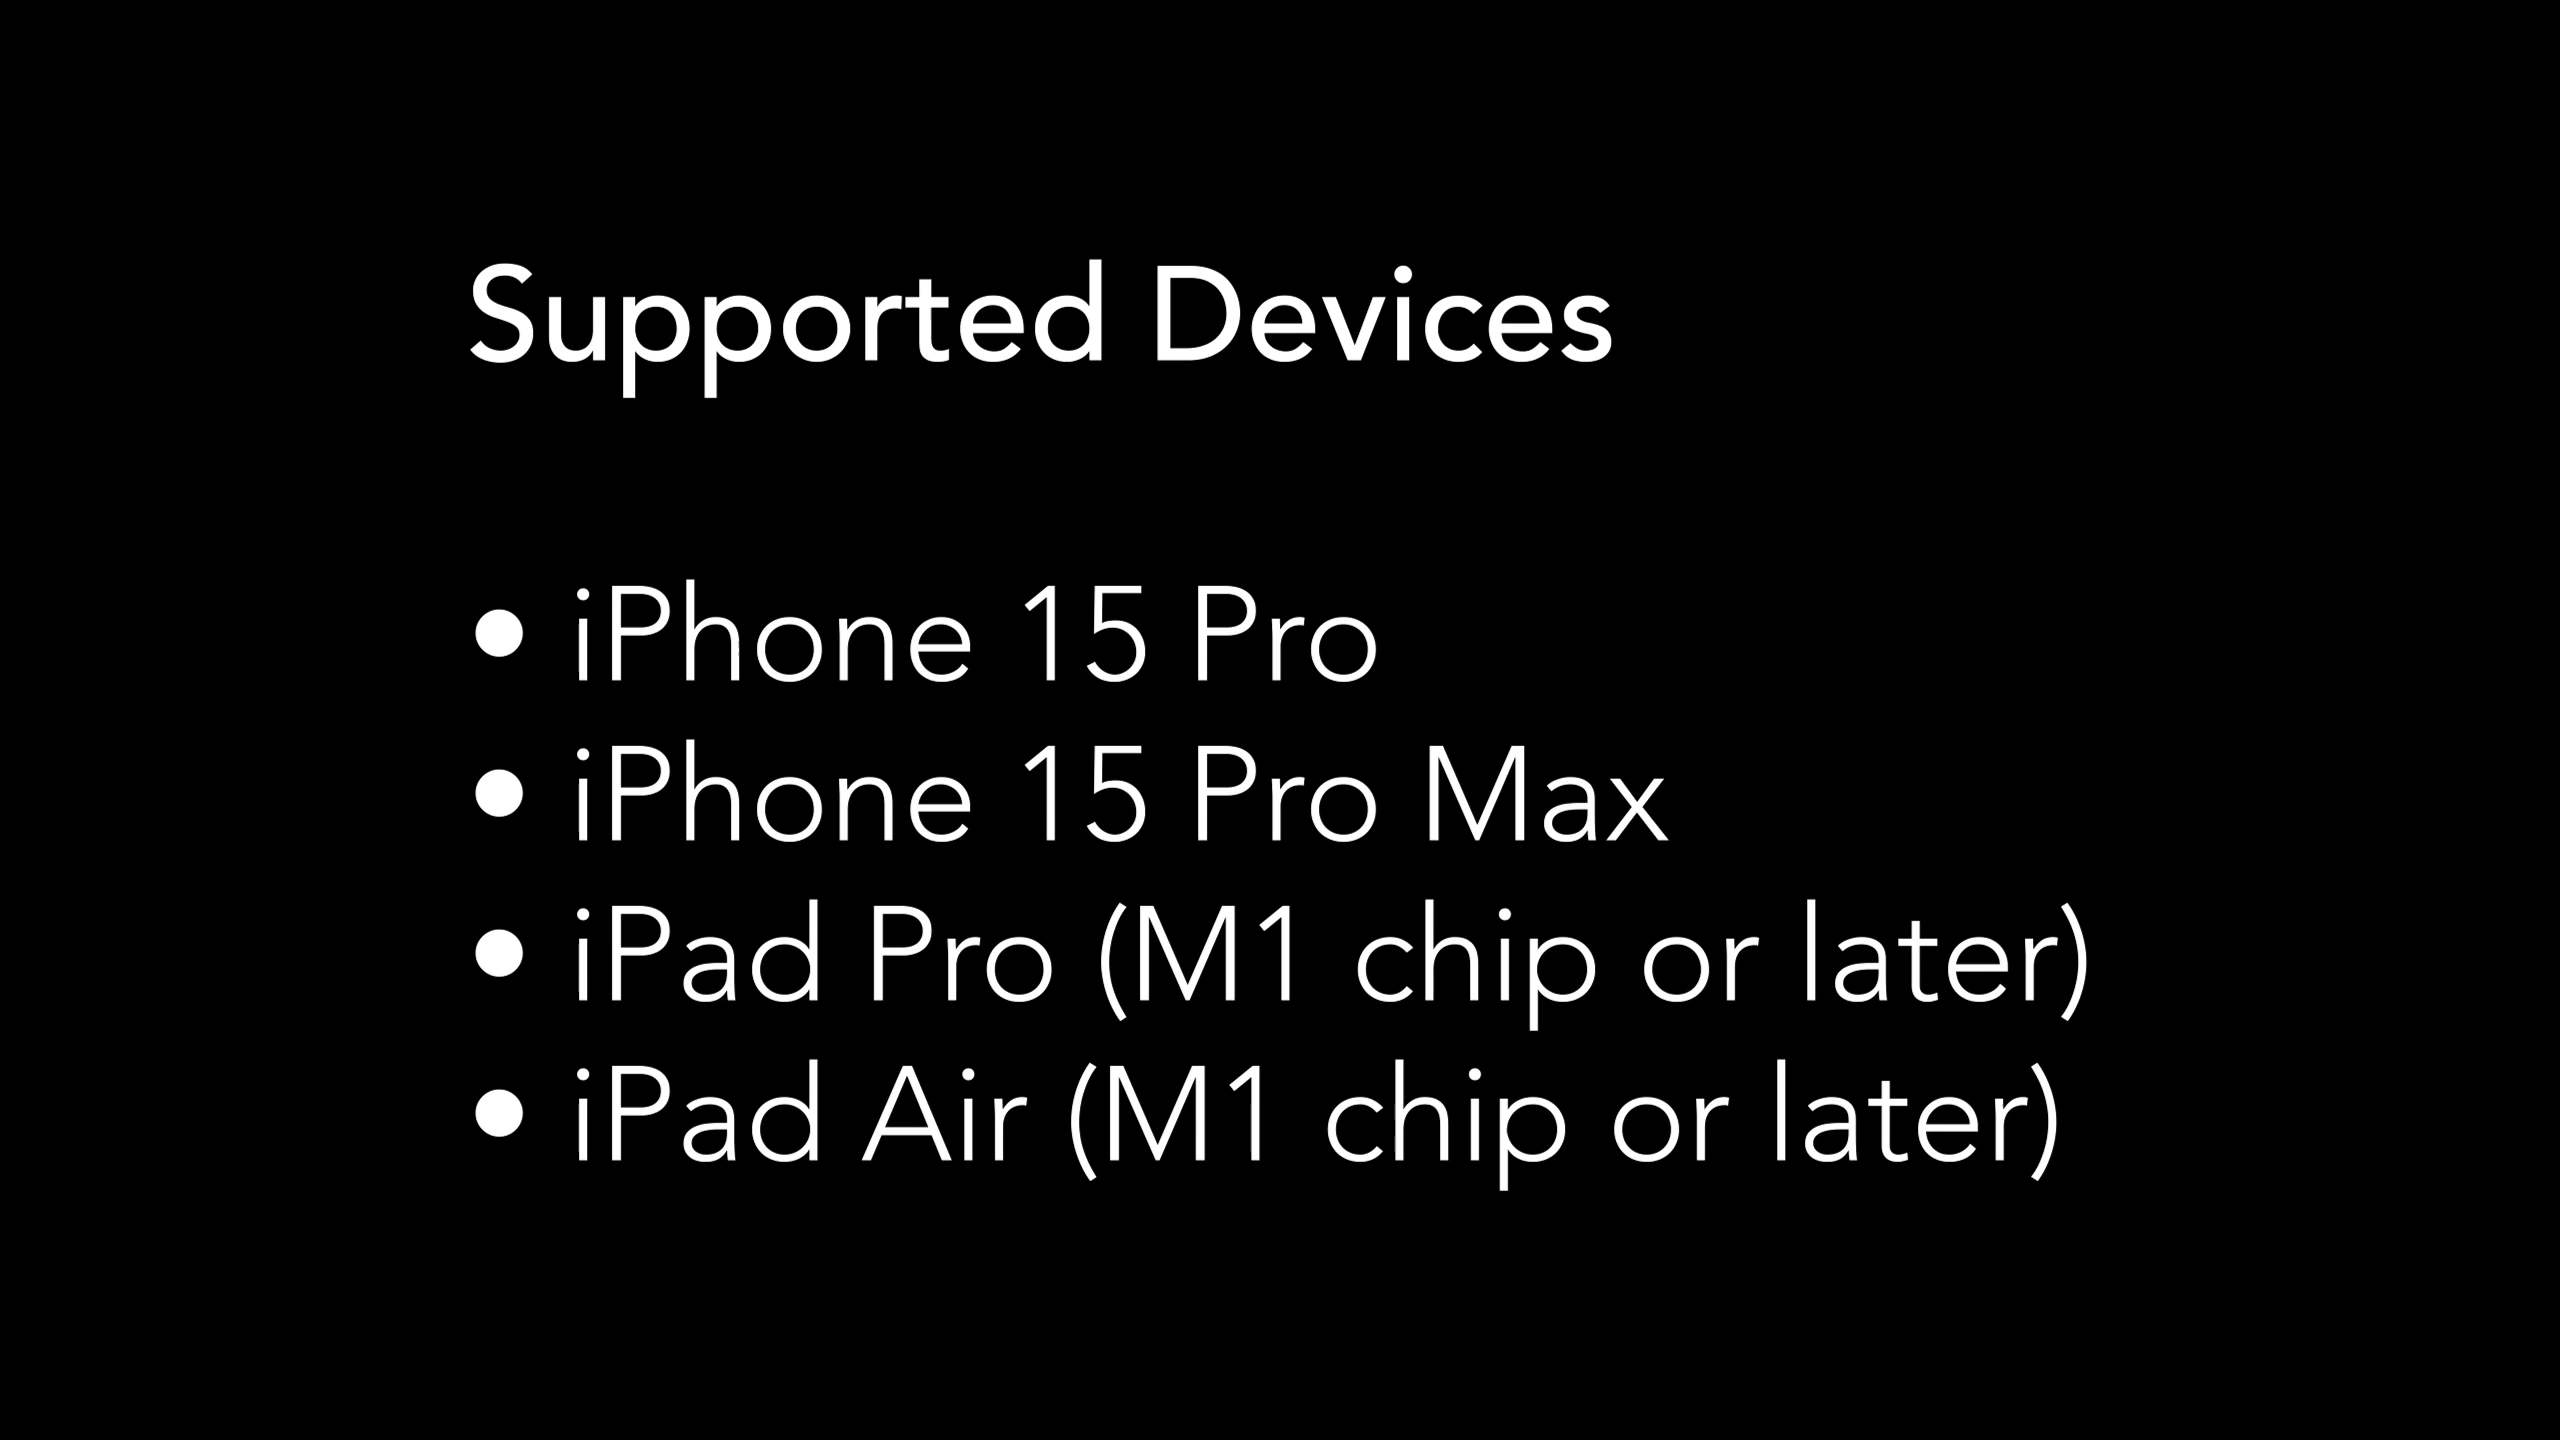 Supported Devices
• iPhone 15 Pro
• iPhone 15 Pro Max
• iPad Pro (M1 chip or later)
• iPad Air (M1 chip or later)